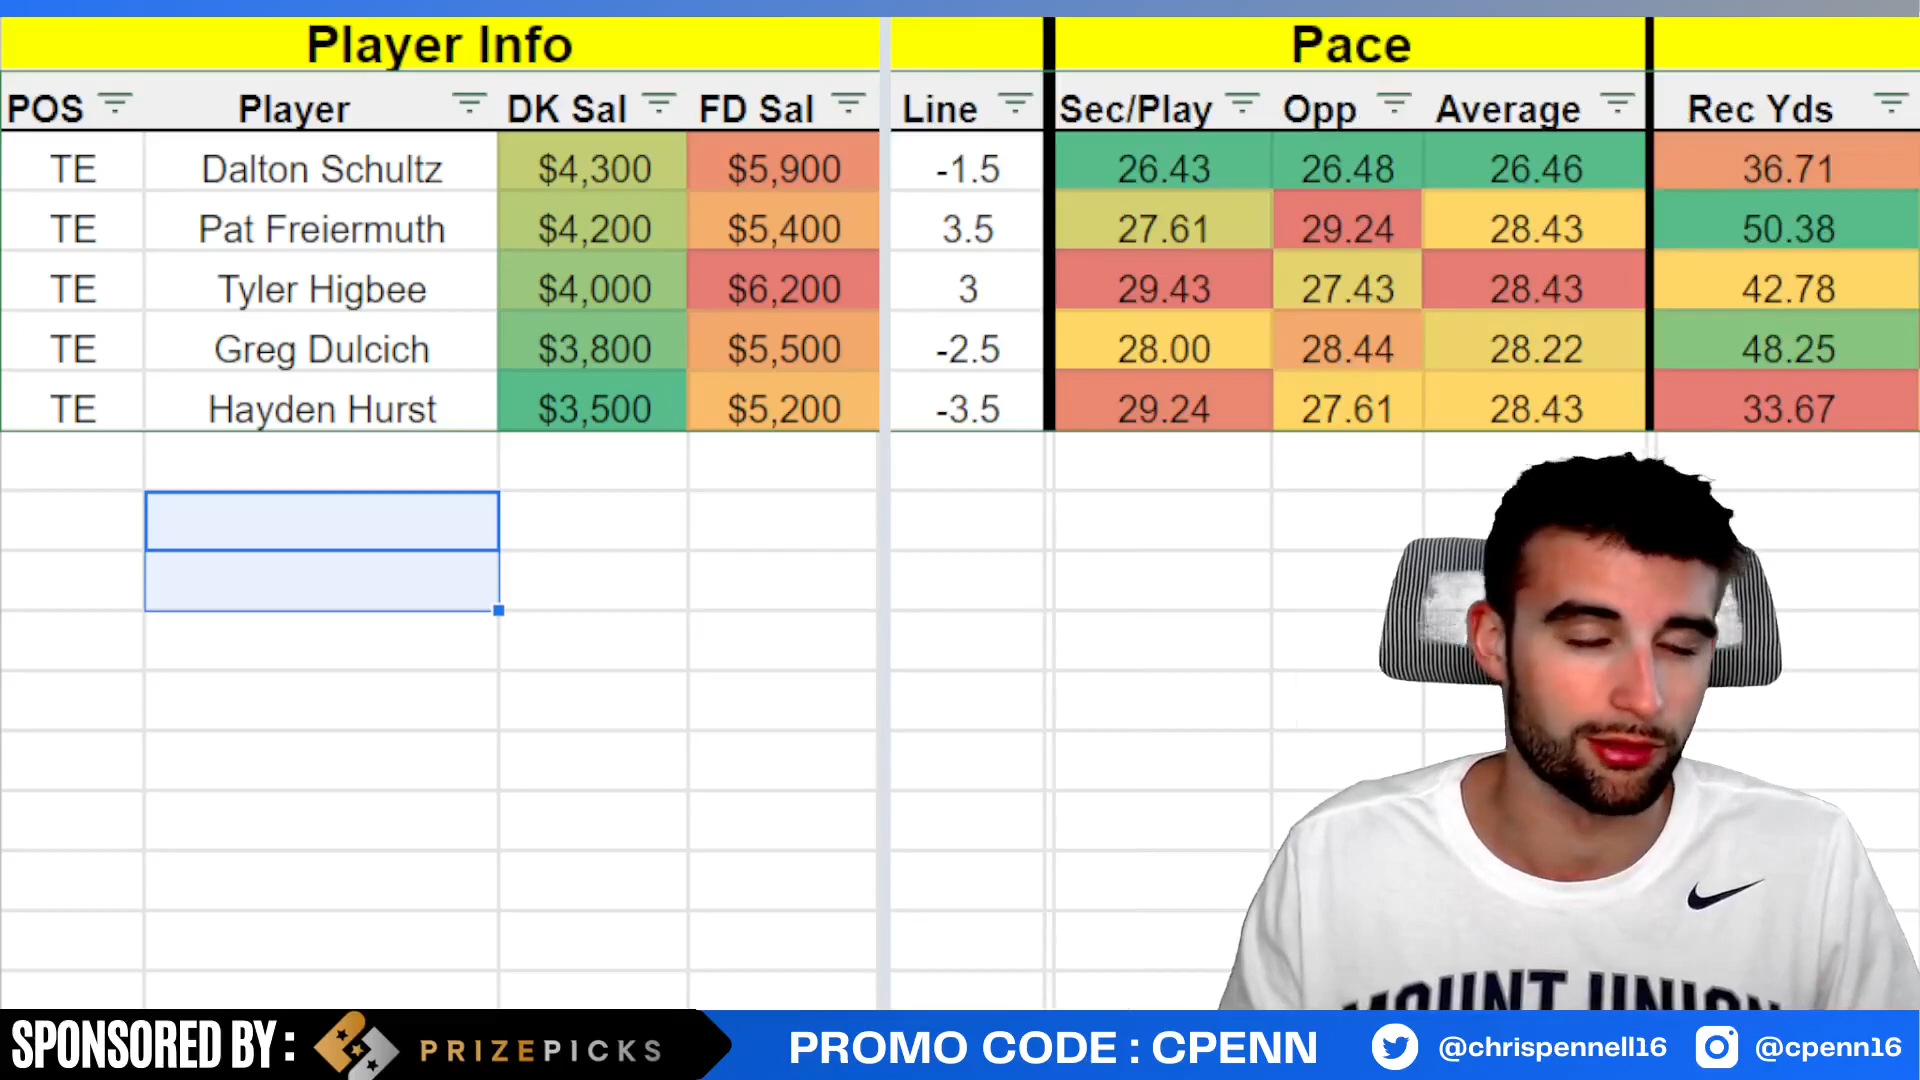 Player Info Pace
POS Player DK Sal FD Sal Line Sec/Play Opp Average Rec Yds
TE Dalton Schultz $4,300 $5,900 -1.5 26.43 26.48 26.46 36.71
TE Pat Freiermuth $4,200 $5,400 3.5 27.61 29.24 28.43 50.38
TE Tyler Higbee $4,000 $6,200 3 29.43 27.43 28.43 42.78
TE Greg Dulcich $3,800 $5,500 -2.5 28.00 28.44 28.22 48.25
TE Hayden Hurst $3,500 $5,200 -3.5 29.24 27.61 28.43 33.67
MOUNT UNION
SPONSORED BY : PRIZEPICKS PROMO CODE : CPENN @chrispennell16 @cpenn16